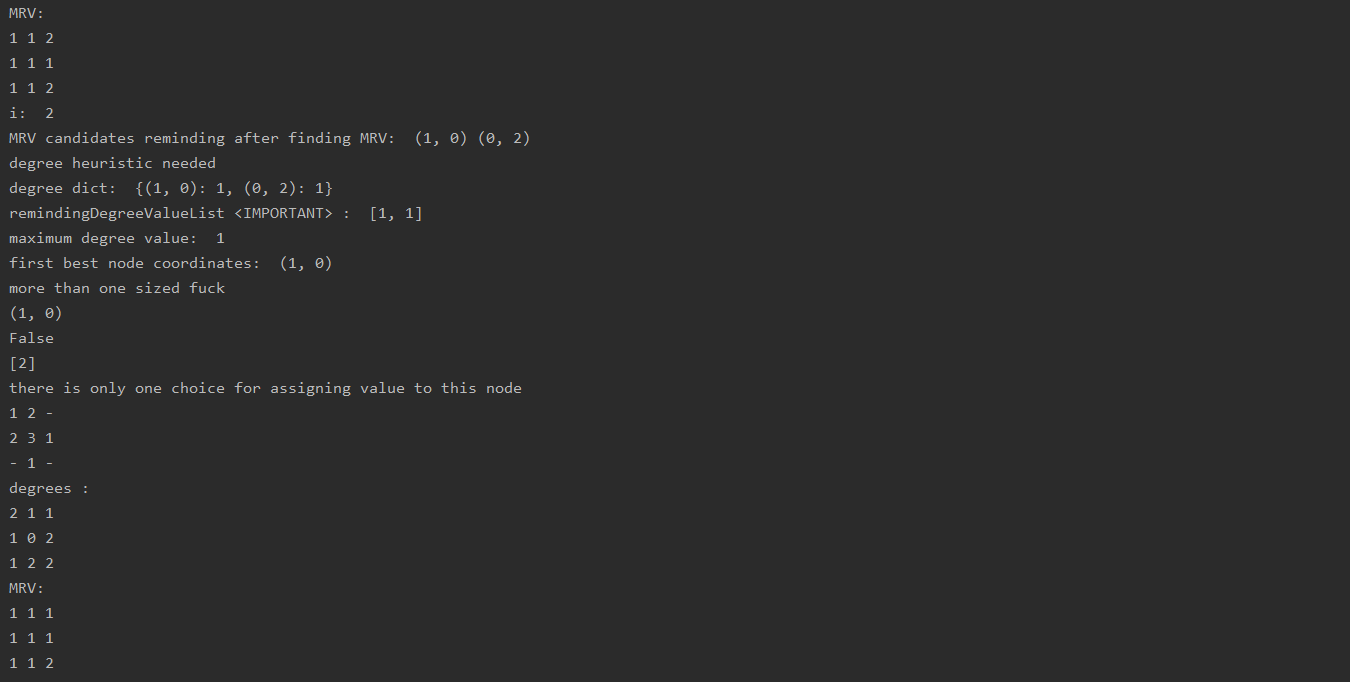 MRV:
1 1 2
1 1 1
1 1 2
i:  2
MRV candidates reminding after finding MRV:  (1, 0) (0, 2)
degree heuristic needed
degree dict:  {(1, 0): 1, (0, 2): 1}
remindingDegreeValueList <IMPORTANT> :  [1, 1]
maximum degree value:  1
first best node coordinates:  (1, 0)
more than one sized fuck
(1, 0)
False
[2]
there is only one choice for assigning value to this node
1 2 -
2 3 1
- 1 -
degrees :
2 1 1
1 0 2
1 2 2
MRV:
1 1 1
1 1 1
1 1 2